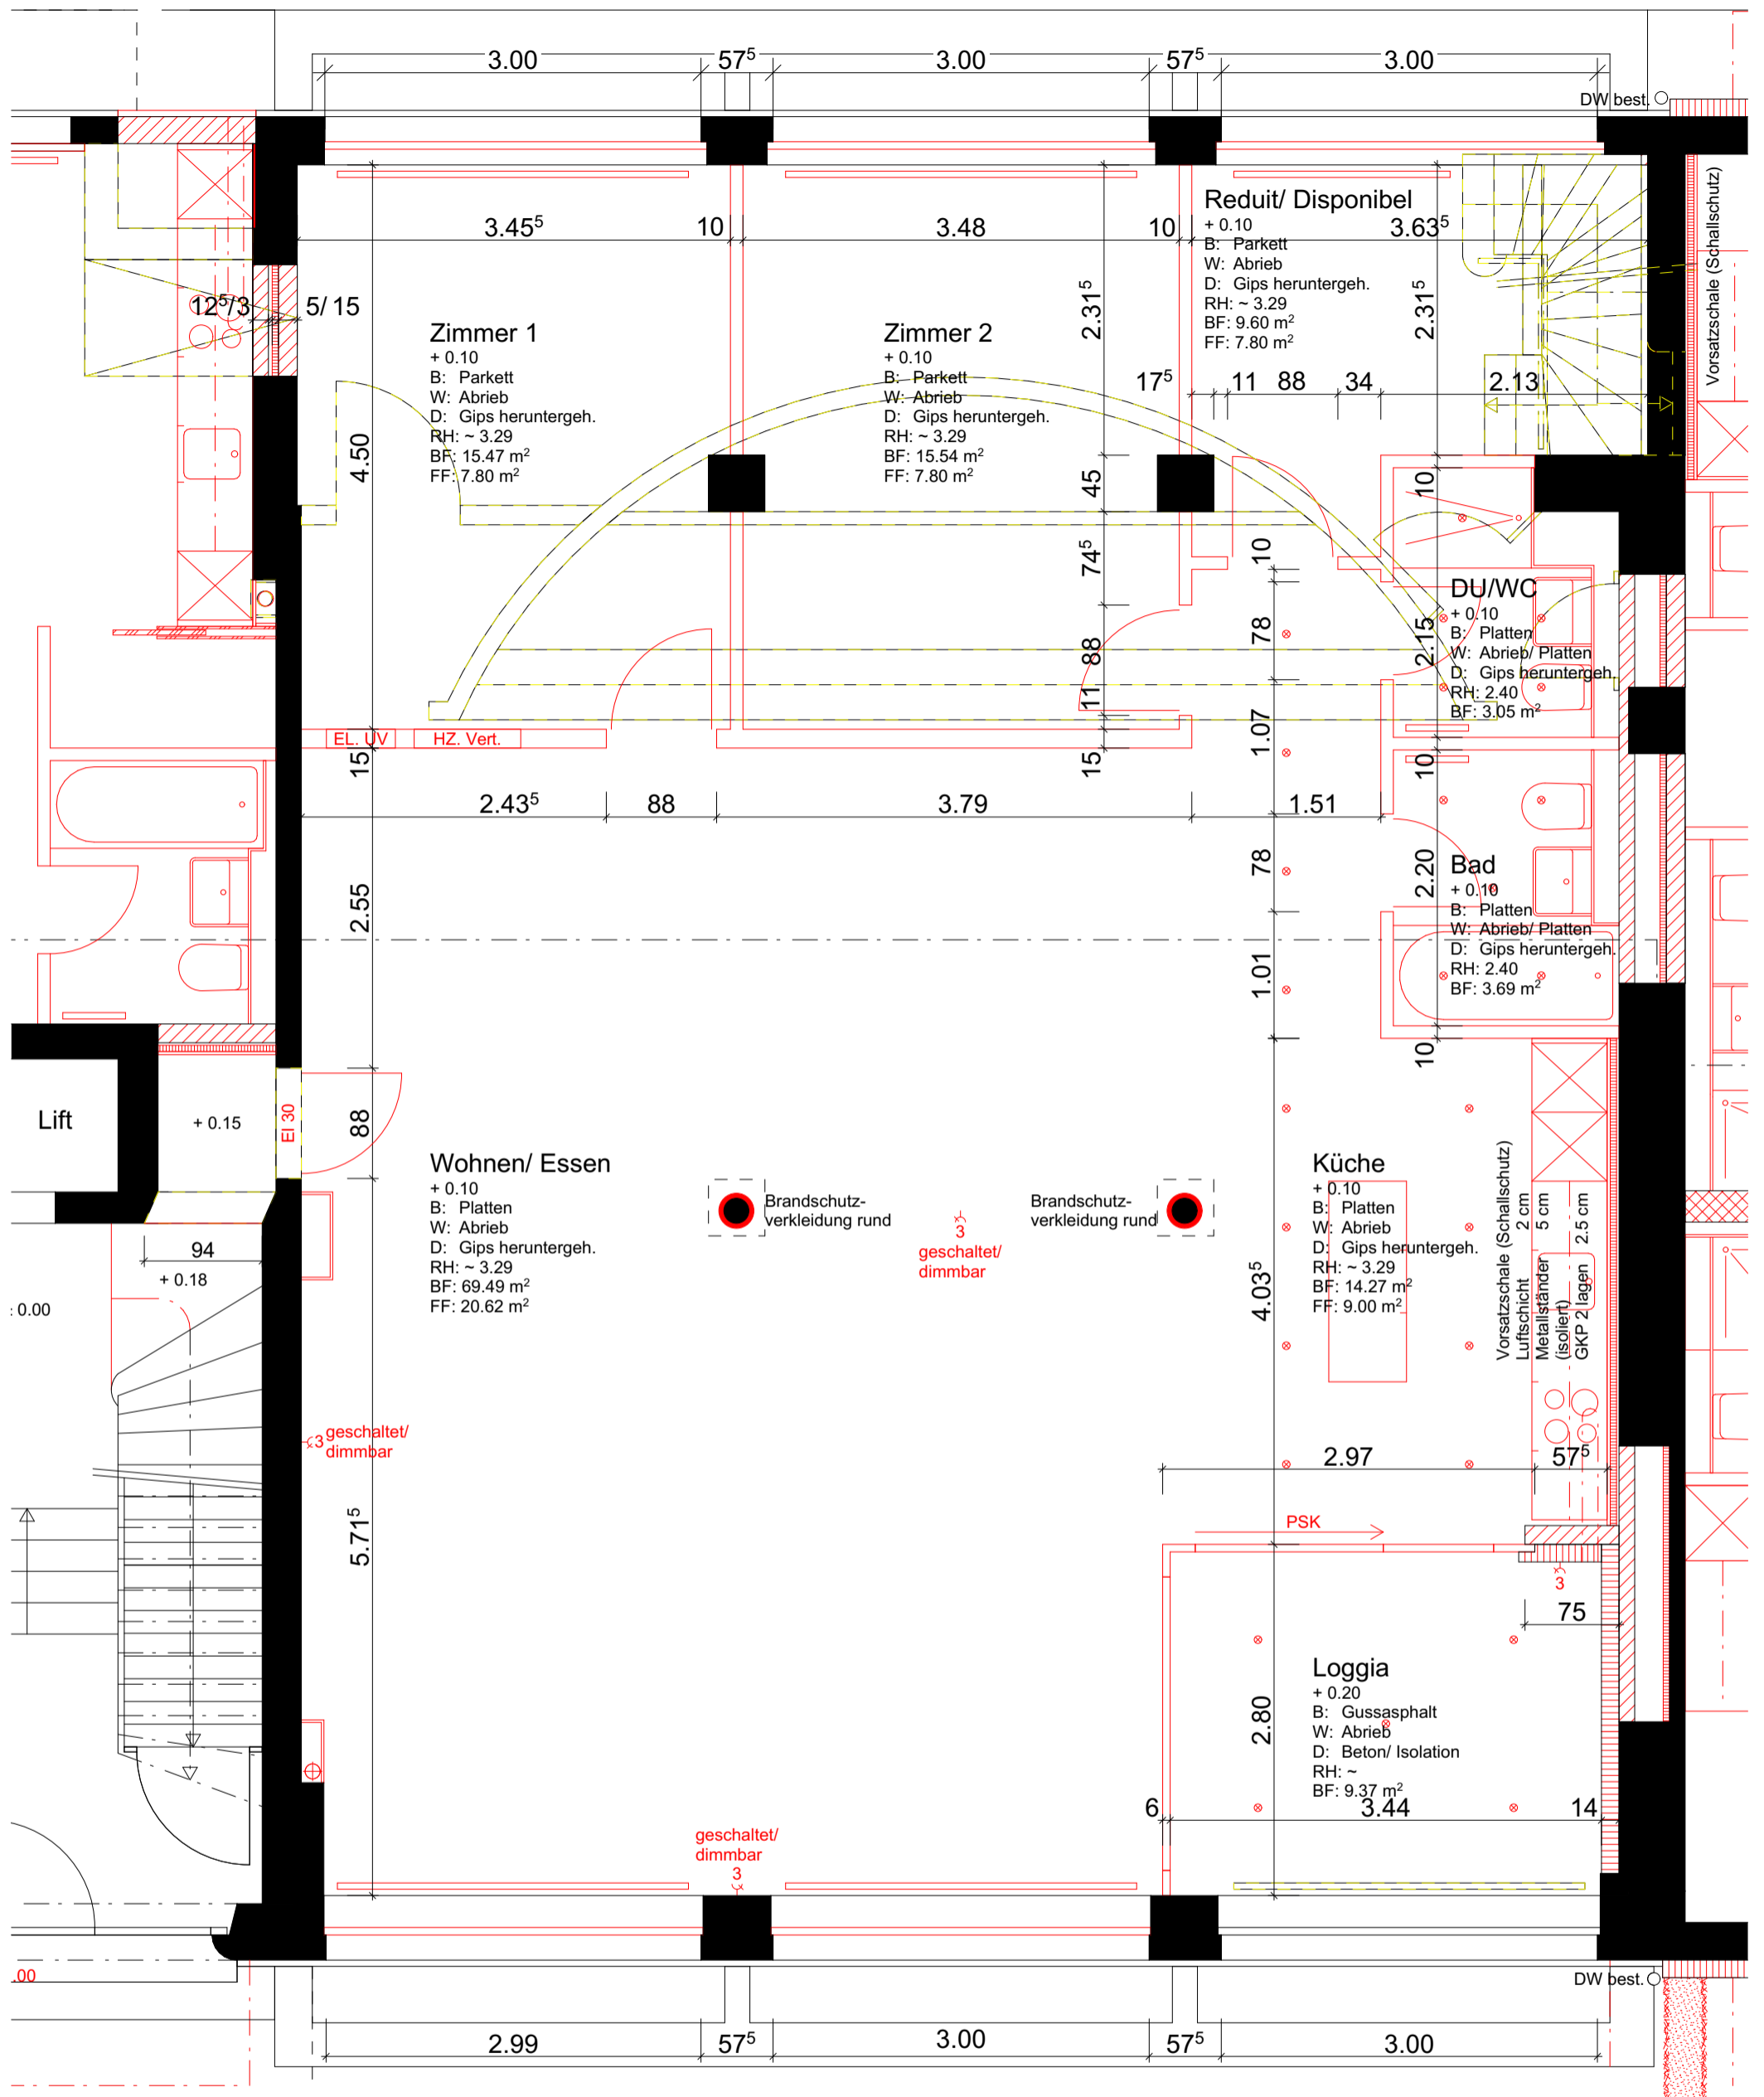 3.00
57⁵
3.00
57⁵
3.00
DW best.
Vorsatzschale (Schallschutz)
3.45⁵
10
3.48
10
3.63⁵
Reduit/ Disponibel
+ 0.10
B: Parkett
W: Abrieb
D: Gips heruntergeh.
RH: ~ 3.29
BF: 9.60 m²
FF: 7.80 m²
12⁵/3
5/ 15
2.31⁵
2.31⁵
Zimmer 1
+ 0.10
B: Parkett
W: Abrieb
D: Gips heruntergeh.
RH: ~ 3.29
BF: 15.47 m²
FF: 7.80 m²
Zimmer 2
+ 0.10
B: Parkett
W: Abrieb
D: Gips heruntergeh.
RH: ~ 3.29
BF: 15.54 m²
FF: 7.80 m²
17⁵
11
88
34
2.13
4.50
45
10
74⁵
10
78
88
11
2.15
DU/WC
+ 0.10
B: Platten
W: Abrieb/ Platten
D: Gips heruntergeh.
RH: 2.40
BF: 3.05 m²
EL. UV
HZ. Vert.
15
15
1.07
10
2.43⁵
88
3.79
1.51
2.55
78
2.20
Bad
+ 0.10
B: Platten
W: Abrieb/ Platten
D: Gips heruntergeh.
RH: 2.40
BF: 3.69 m²
1.01
10
Lift
+ 0.15
EI 30
88
Wohnen/ Essen
+ 0.10
B: Platten
W: Abrieb
D: Gips heruntergeh.
RH: ~ 3.29
BF: 69.49 m²
FF: 20.62 m²
Brandschutz-
verkleidung rund
3
geschaltet/
dimmbar
Brandschutz-
verkleidung rund
Küche
+ 0.10
B: Platten
W: Abrieb
D: Gips heruntergeh.
RH: ~ 3.29
BF: 14.27 m²
FF: 9.00 m²
Vorsatzschale (Schallschutz)
Luftschicht 2 cm
Metallständer 5 cm
(isoliert)
GKP 2 lagen 2.5 cm
94
+ 0.18
: 0.00
4.03⁵
3 geschaltet/
dimmbar
2.97
57⁵
5.71⁵
PSK
3
75
Loggia
+ 0.20
B: Gussasphalt
W: Abrieb
D: Beton/ Isolation
RH: ~
BF: 9.37 m²
2.80
6
3.44
14
geschaltet/
dimmbar
3
.00
DW best.
2.99
57⁵
3.00
57⁵
3.00